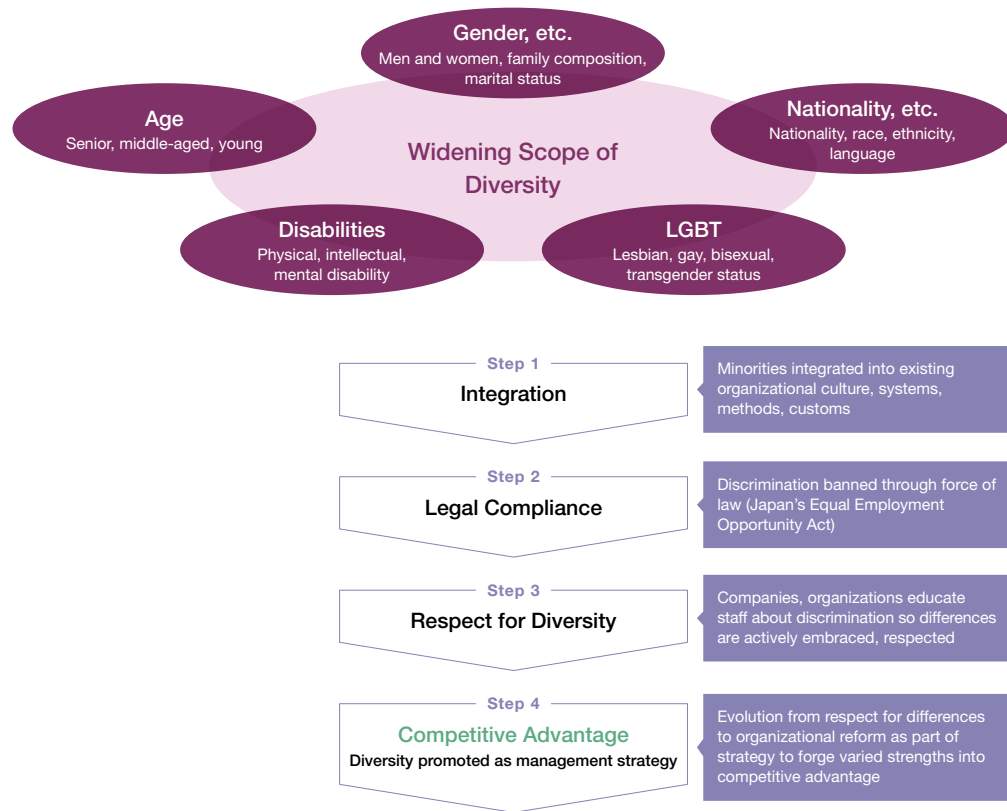 Gender, etc.
Men and women, family composition,
marital status
Age
Senior, middle-aged, young
Nationality, etc.
Nationality, race, ethnicity,
language
Widening Scope of
Diversity
Disabilities
Physical, intellectual,
mental disability
LGBT
Lesbian, gay, bisexual,
transgender status
Step 1
Integration
Minorities integrated into existing
organizational culture, systems,
methods, customs
Step 2
Legal Compliance
Discrimination banned through force of
law (Japan's Equal Employment
Opportunity Act)
Step 3
Respect for Diversity
Companies, organizations educate
staff about discrimination so differences
are actively embraced, respected
Step 4
Competitive Advantage
Diversity promoted as management strategy
Evolution from respect for differences
to organizational reform as part of
strategy to forge varied strengths into
competitive advantage